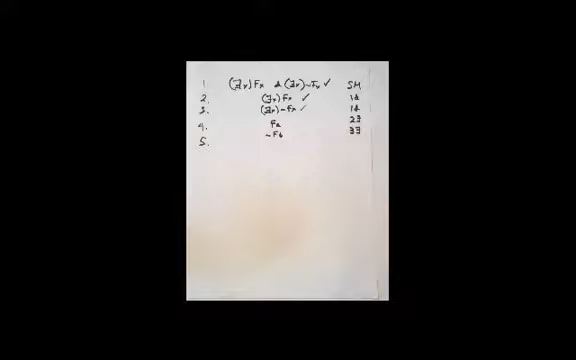 1 (∃x)Fx & (∃x)~Fx ✓ SM
2. (∃x)Fx ✓ 1&
3. (∃x)~Fx ✓ 1&
4. Fa 2∃
5. ~Fb 3∃